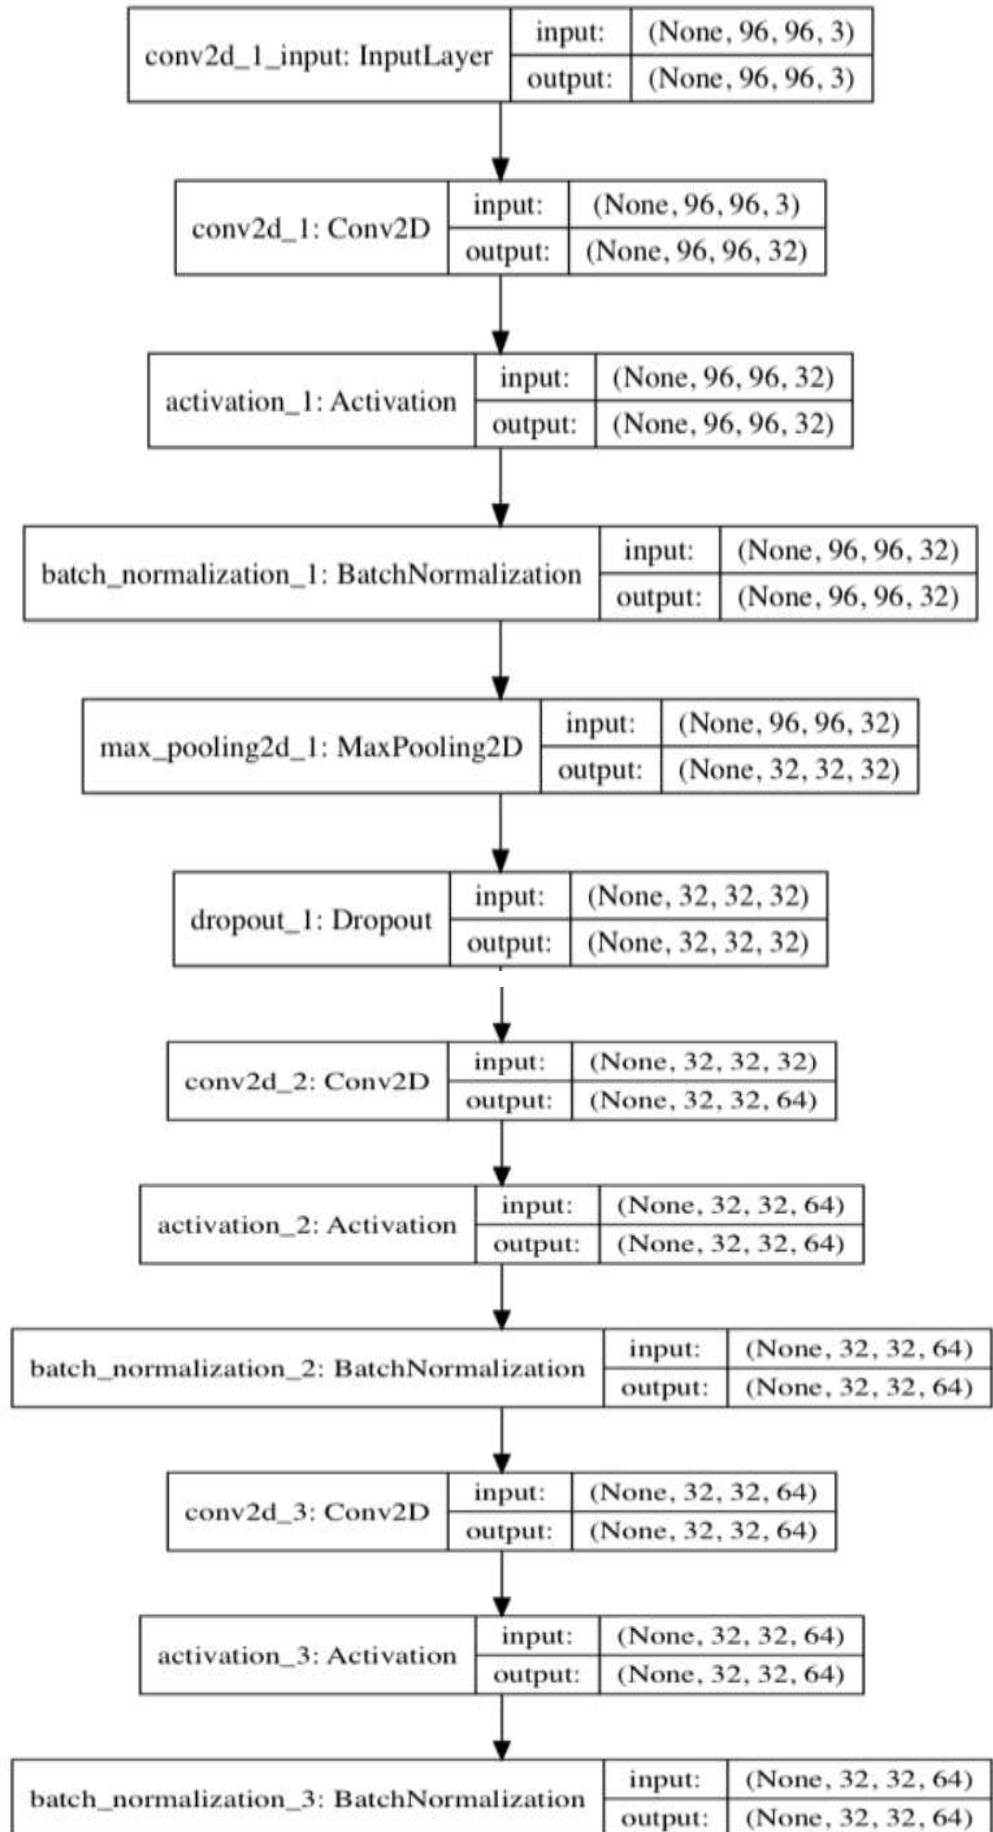 conv2d_1_input: InputLayer
input: (None, 96, 96, 3)
output: (None, 96, 96, 3)
conv2d_1: Conv2D
input: (None, 96, 96, 3)
output: (None, 96, 96, 32)
activation_1: Activation
input: (None, 96, 96, 32)
output: (None, 96, 96, 32)
batch_normalization_1: BatchNormalization
input: (None, 96, 96, 32)
output: (None, 96, 96, 32)
max_pooling2d_1: MaxPooling2D
input: (None, 96, 96, 32)
output: (None, 32, 32, 32)
dropout_1: Dropout
input: (None, 32, 32, 32)
output: (None, 32, 32, 32)
conv2d_2: Conv2D
input: (None, 32, 32, 32)
output: (None, 32, 32, 64)
activation_2: Activation
input: (None, 32, 32, 64)
output: (None, 32, 32, 64)
batch_normalization_2: BatchNormalization
input: (None, 32, 32, 64)
output: (None, 32, 32, 64)
conv2d_3: Conv2D
input: (None, 32, 32, 64)
output: (None, 32, 32, 64)
activation_3: Activation
input: (None, 32, 32, 64)
output: (None, 32, 32, 64)
batch_normalization_3: BatchNormalization
input: (None, 32, 32, 64)
output: (None, 32, 32, 64)